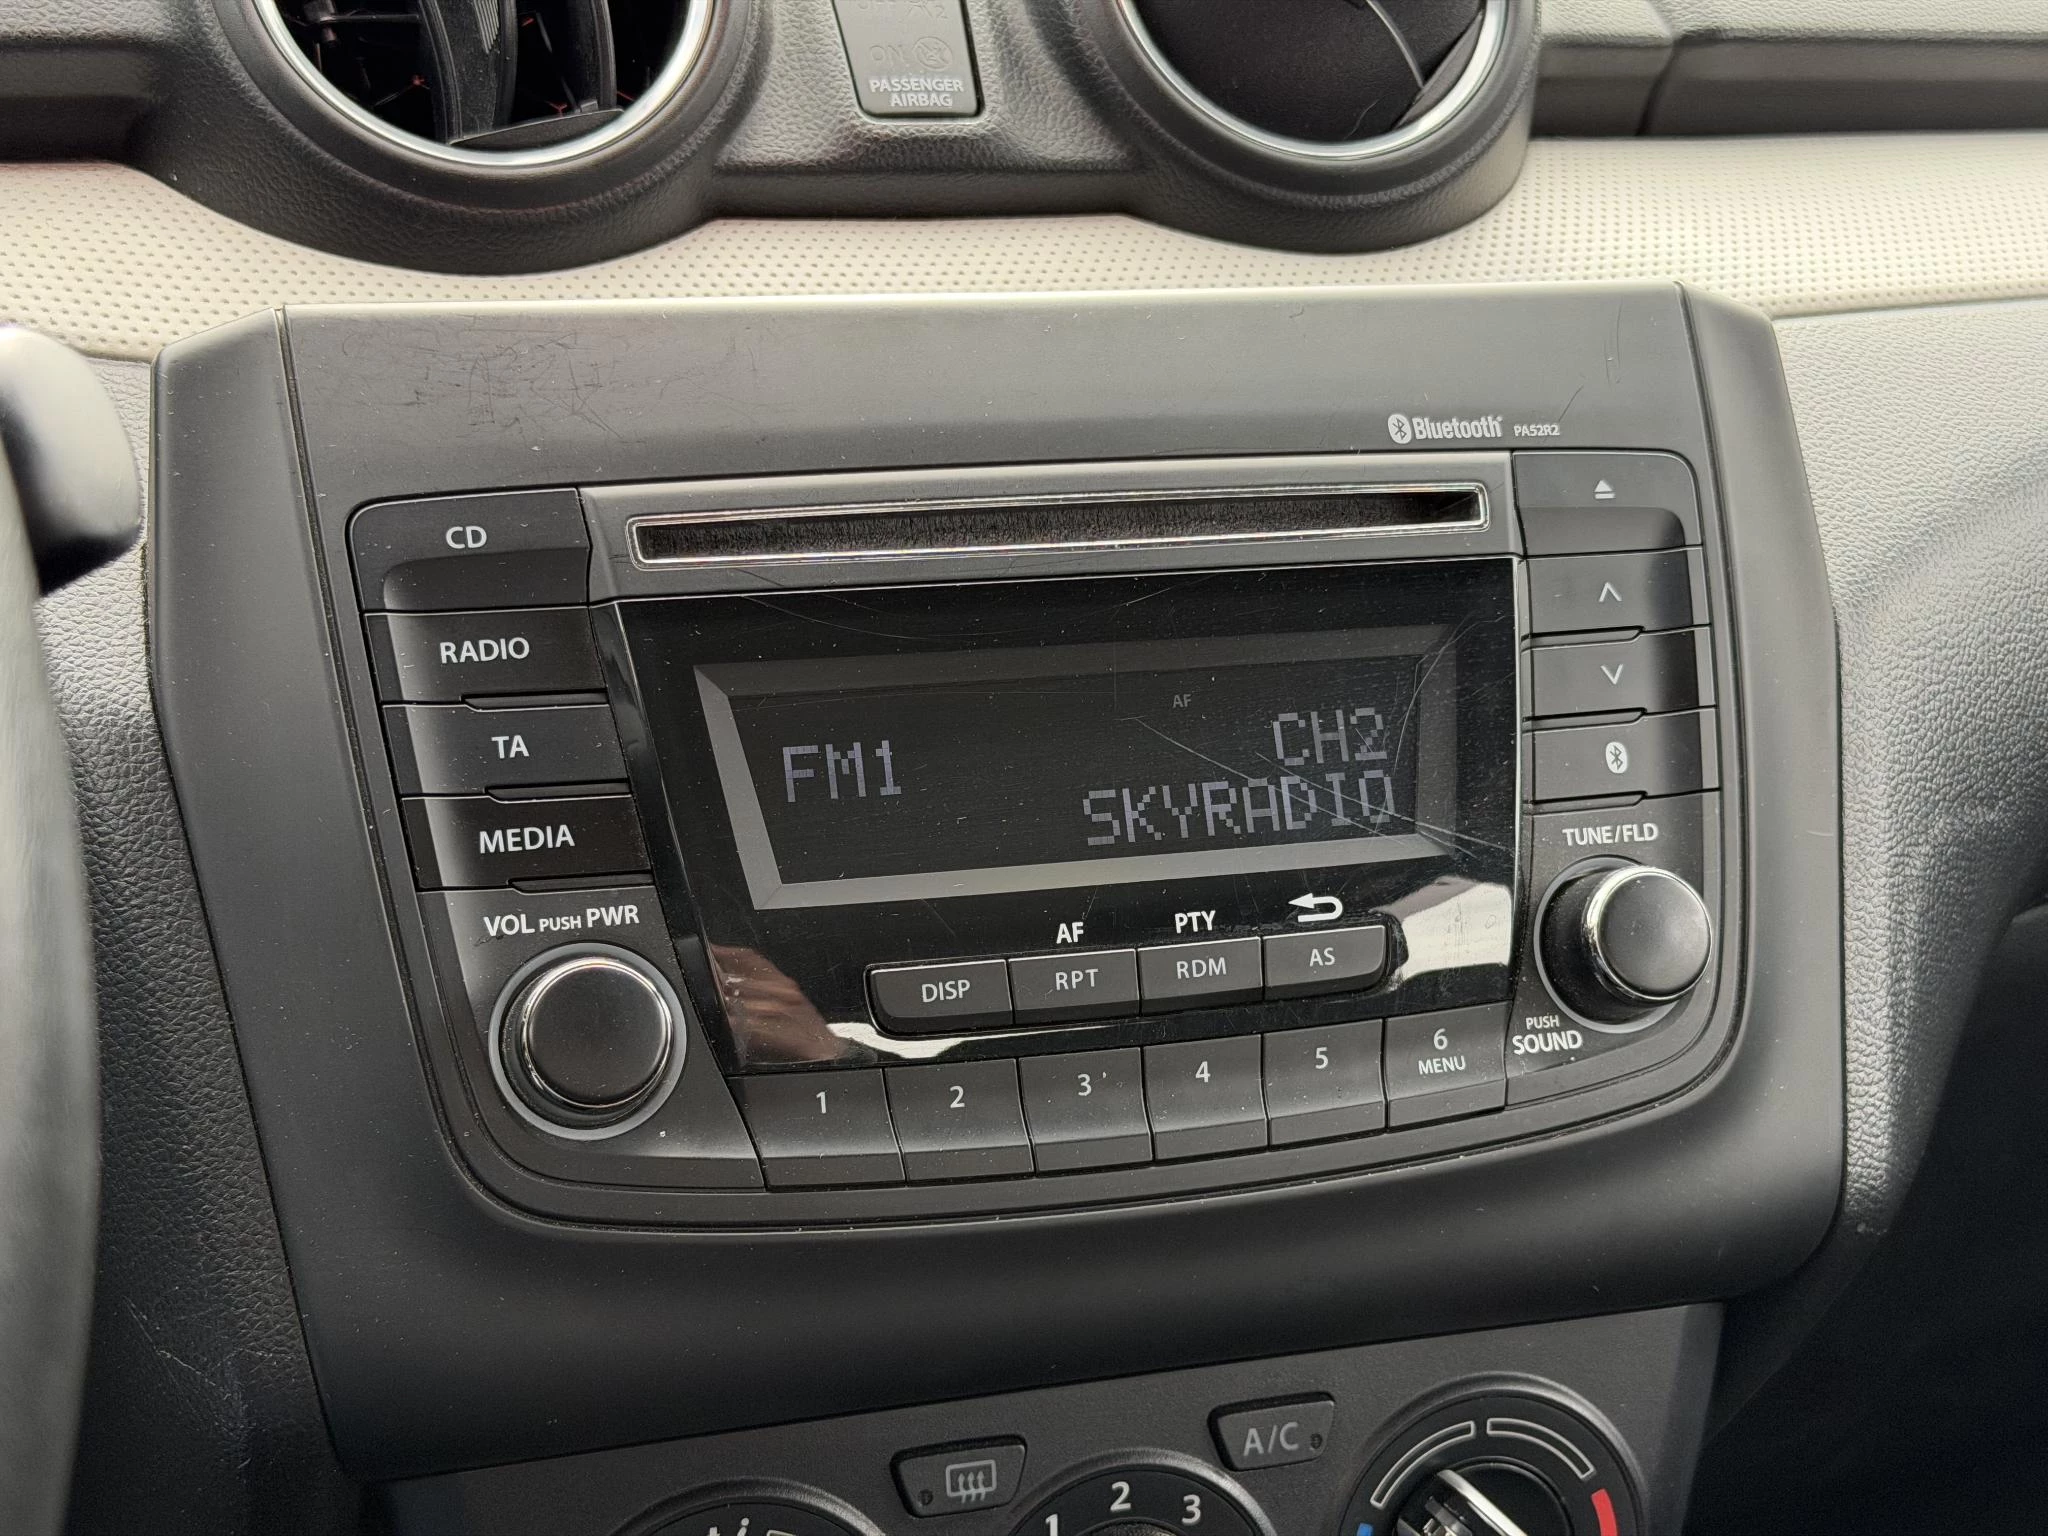 ON
PASSENGER
AIRBAG
Bluetooth PA52R2
CD
RADIO
TA
MEDIA
AF
FM1
CH2
SKYRADIO
TUNE/FLD
VOL PUSH PWR
AF
PTY
DISP
RPT
RDM
AS
PUSH
SOUND
1
2
3
4
5
6
MENU
A/C
1
2
3